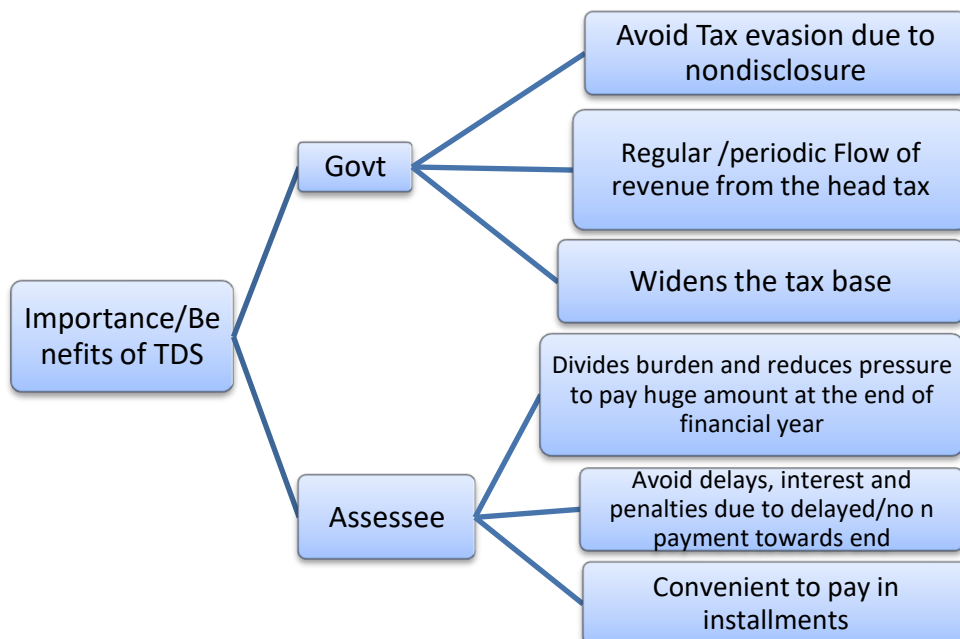 Importance/Be
nefits of TDS
Govt
Avoid Tax evasion due to
nondisclosure
Regular /periodic Flow of
revenue from the head tax
Widens the tax base
Assessee
Divides burden and reduces pressure
to pay huge amount at the end of
financial year
Avoid delays, interest and
penalties due to delayed/no n
payment towards end
Convenient to pay in
installments